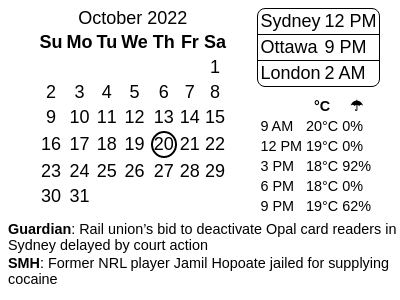 October 2022
Su Mo Tu We Th Fr Sa
1
2 3 4 5 6 7 8
9 10 11 12 13 14 15
16 17 18 19 20 21 22
23 24 25 26 27 28 29
30 31
Sydney 12 PM
Ottawa 9 PM
London 2 AM
°C ☂
9 AM 20°C 0%
12 PM 19°C 0%
3 PM 18°C 92%
6 PM 18°C 0%
9 PM 19°C 62%
Guardian: Rail union’s bid to deactivate Opal card readers in
Sydney delayed by court action
SMH: Former NRL player Jamil Hopoate jailed for supplying
cocaine